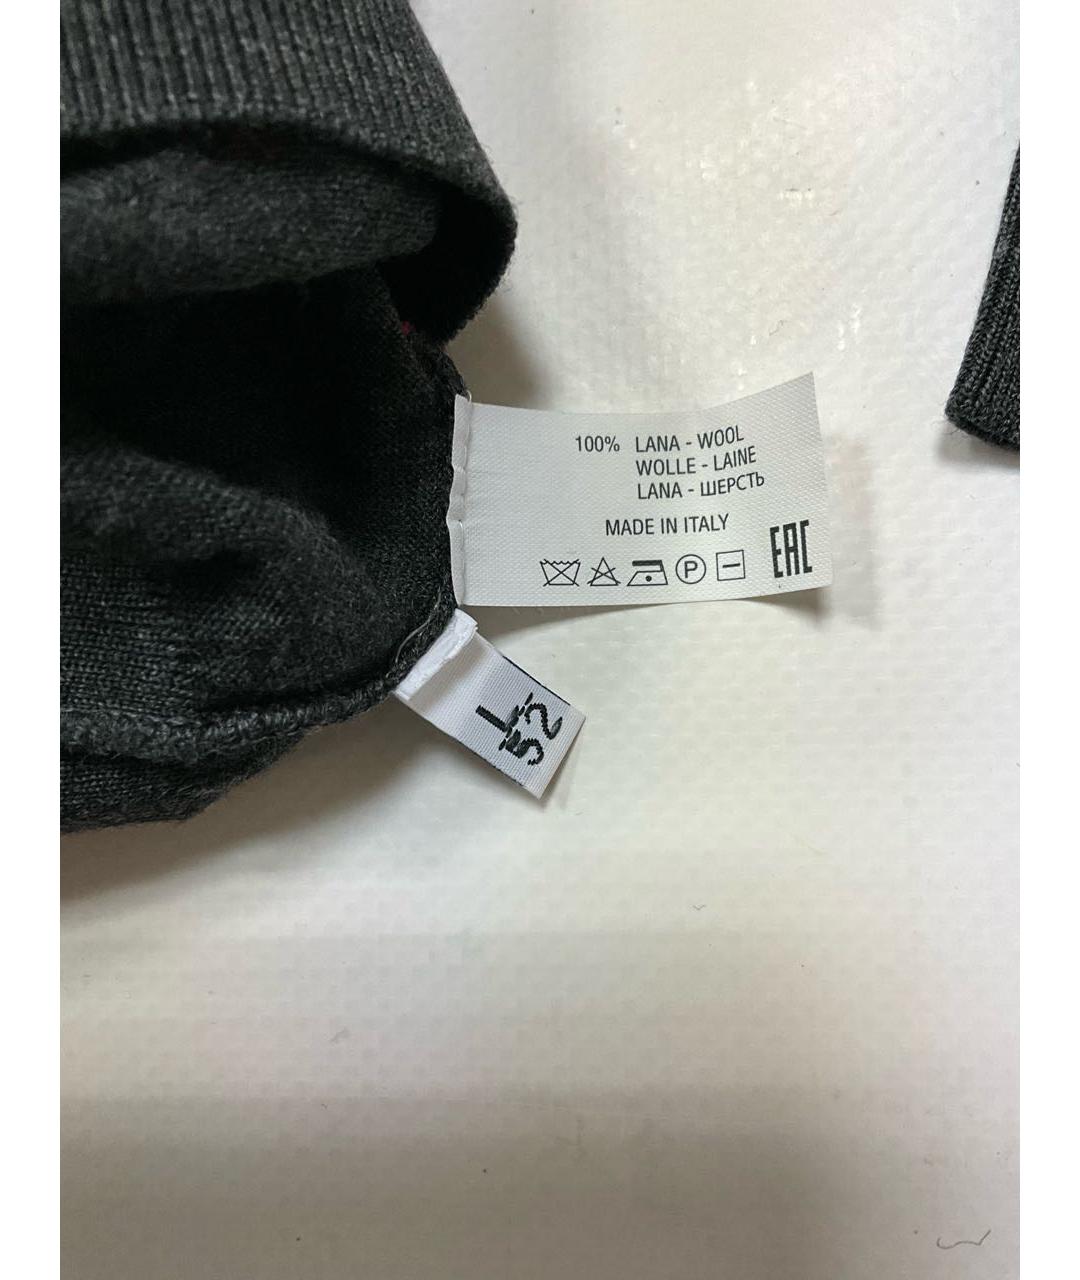 100% LANA - WOOL
WOLLE - LAINE
LANA - ШЕРСТЬ
MADE IN ITALY
P
EAC
L
52